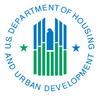 U.S. DEPARTMENT OF HOUSING
AND URBAN DEVELOPMENT